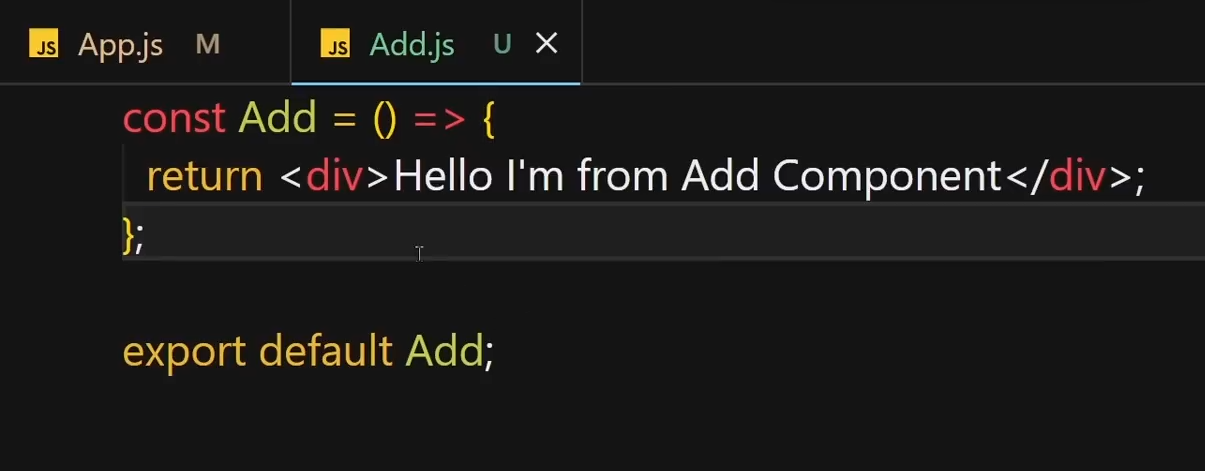 JS App.js M JS Add.js U
const Add = () => {
return <div>Hello I'm from Add Component</div>;
};
export default Add;